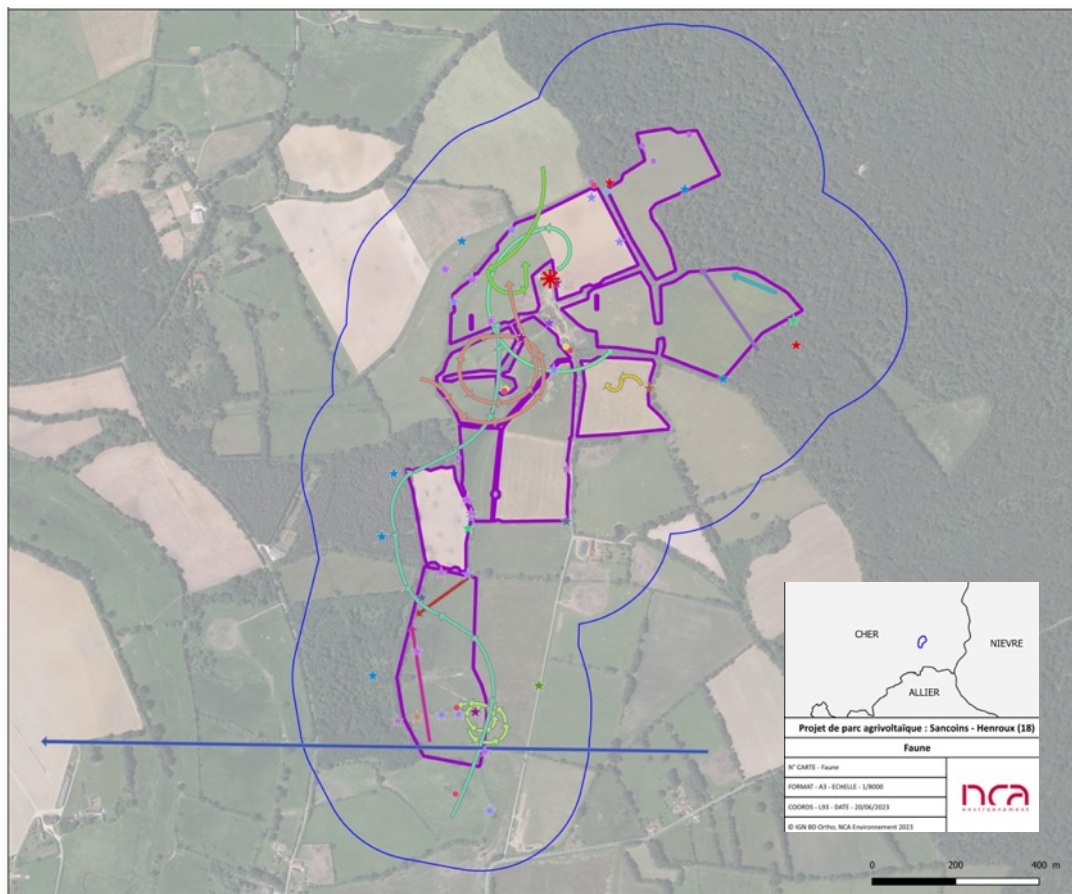 CHER
NIEVRE
ALLIER
Projet de parc agrivoltaïque : Sancoins - Henroux (18)
Faune
N° CARTE - Faune
FORMAT - A3 - ECHELLE - 1/8000
COORDS - L93 - DATE - 20/06/2023
© IGN BD Ortho, NCA Environnement 2023
nca
environnement
0 200 400 m